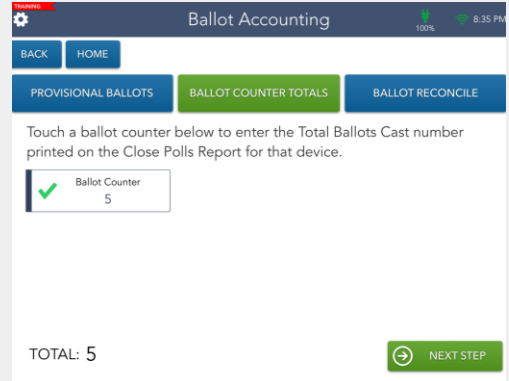 TRAINING
Ballot Accounting
100%
8:35 PM
BACK
HOME
PROVISIONAL BALLOTS
BALLOT COUNTER TOTALS
BALLOT RECONCILE
Touch a ballot counter below to enter the Total Ballots Cast number
printed on the Close Polls Report for that device.
Ballot Counter
5
TOTAL: 5
NEXT STEP